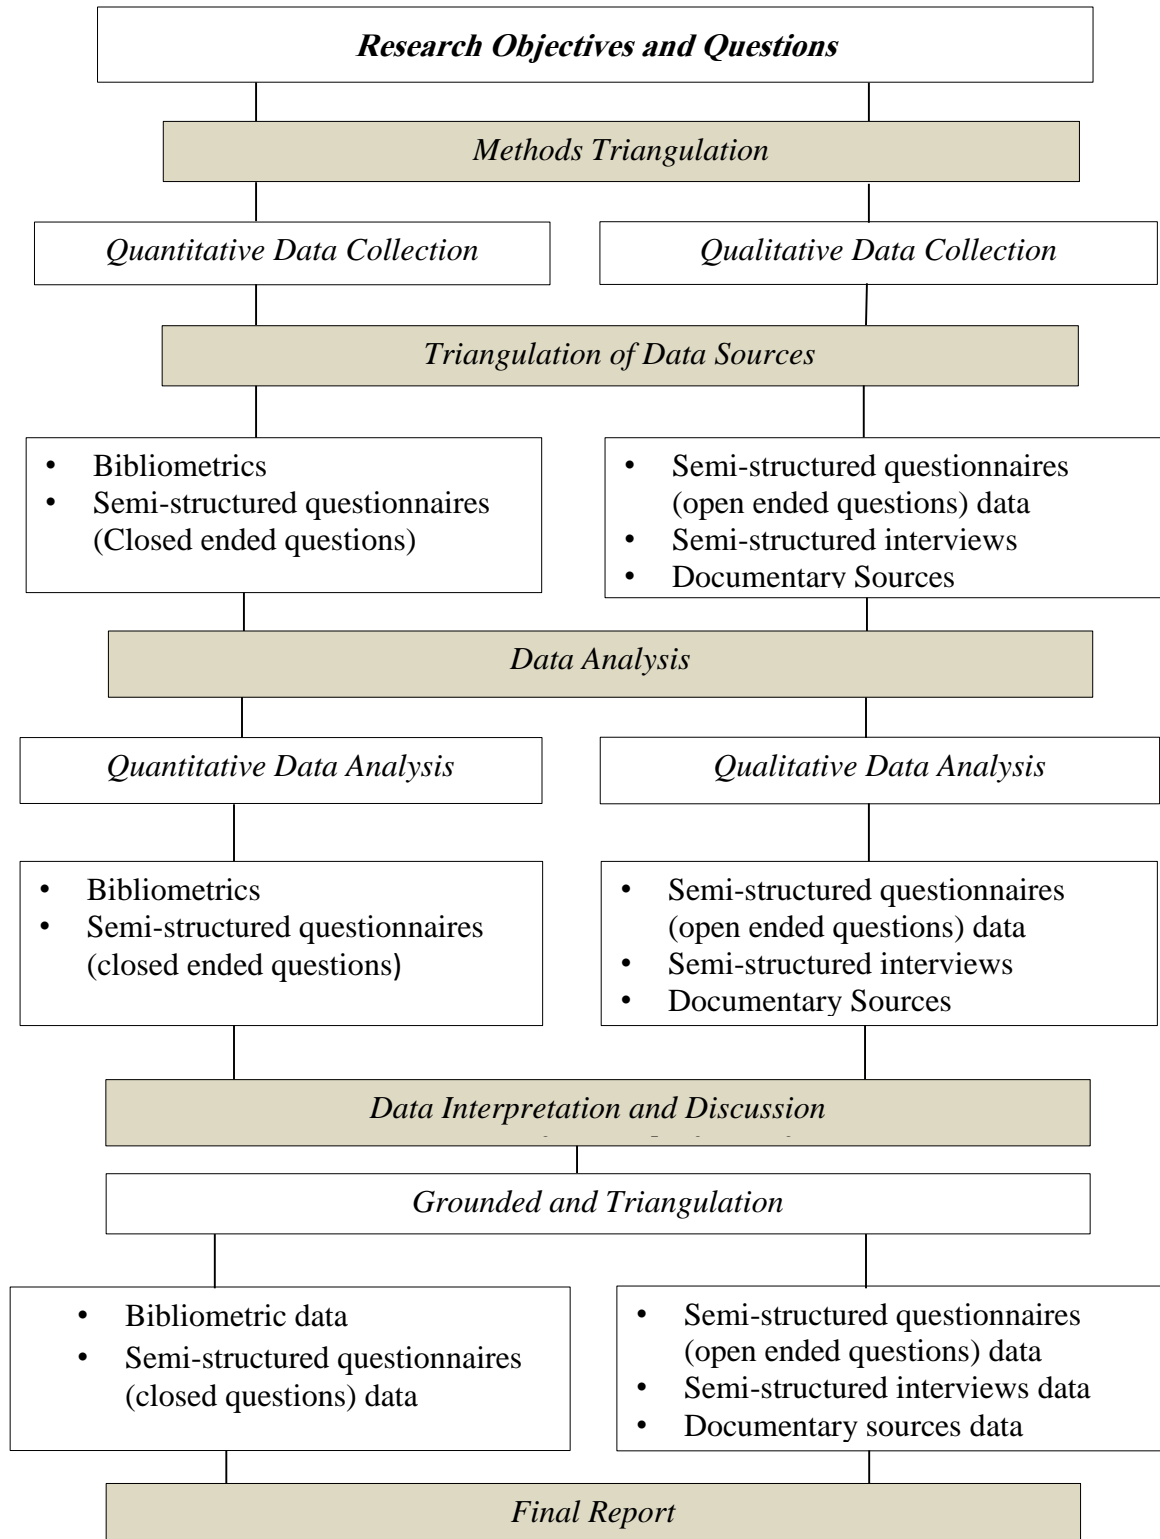 Research Objectives and Questions
Methods Triangulation
Quantitative Data Collection
Qualitative Data Collection
Triangulation of Data Sources
• Bibliometrics
• Semi-structured questionnaires
(Closed ended questions)
• Semi-structured questionnaires
(open ended questions) data
• Semi-structured interviews
• Documentary Sources
Data Analysis
Quantitative Data Analysis
Qualitative Data Analysis
• Bibliometrics
• Semi-structured questionnaires
(closed ended questions)
• Semi-structured questionnaires
(open ended questions) data
• Semi-structured interviews
• Documentary Sources
Data Interpretation and Discussion
Grounded and Triangulation
• Bibliometric data
• Semi-structured questionnaires
(closed questions) data
• Semi-structured questionnaires
(open ended questions) data
• Semi-structured interviews data
• Documentary sources data
Final Report